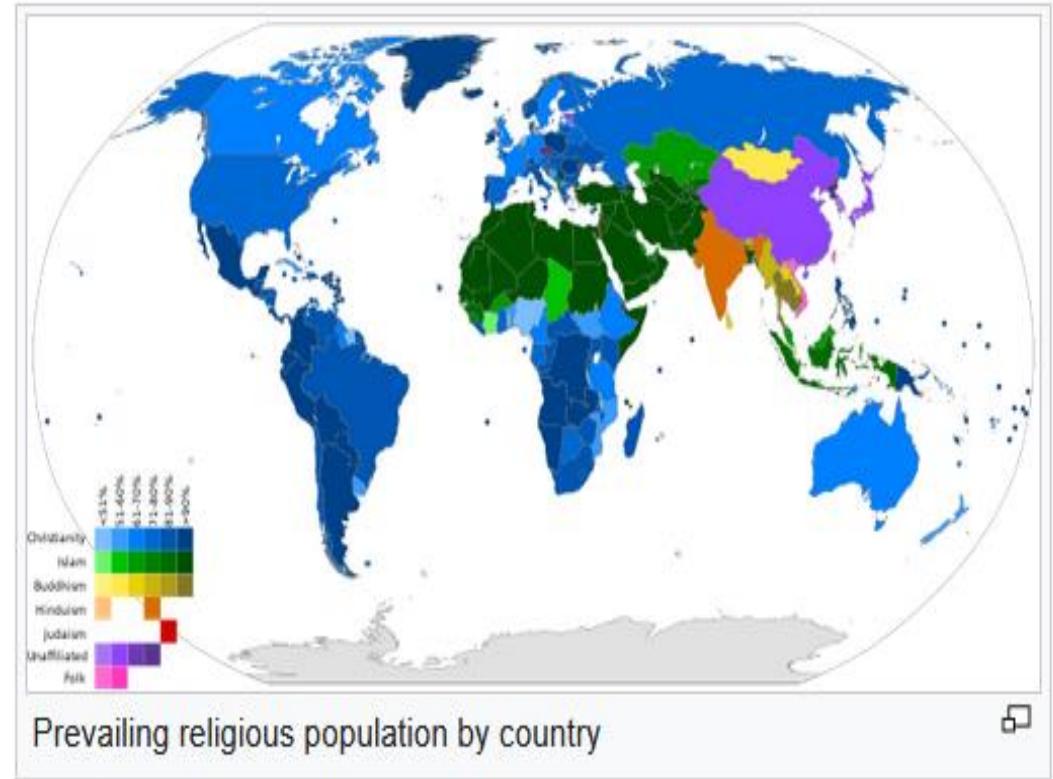 <51%
51-60%
61-70%
71-80%
81-90%
>90%
Christianity
Islam
Buddhism
Hinduism
Judaism
Unaffiliated
Folk
Prevailing religious population by country